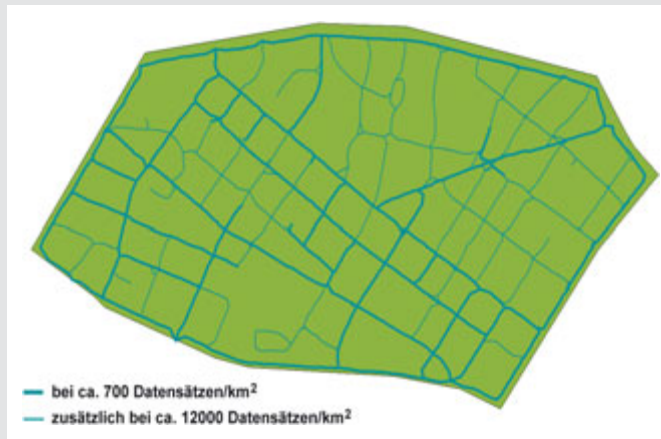 bei ca. 700 Datensätzen/km²
zusätzlich bei ca. 12000 Datensätzen/km²